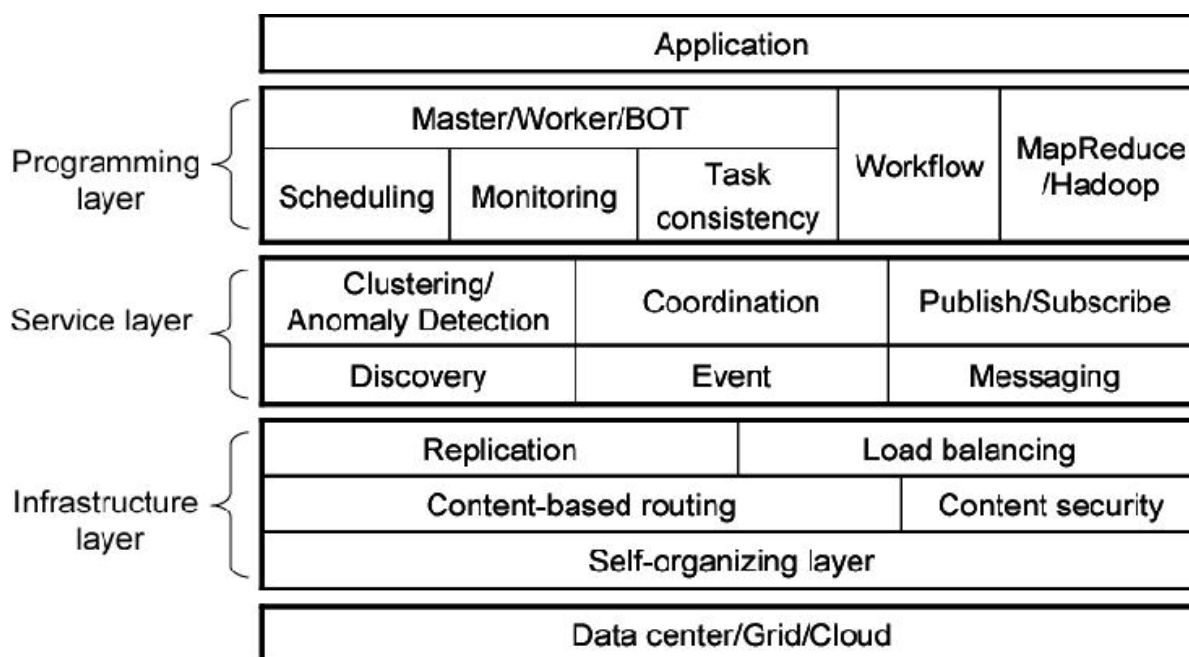 Application
Programming
layer
Master/Worker/BOT
Scheduling
Monitoring
Task
consistency
Workflow
MapReduce
/Hadoop
Service layer
Clustering/
Anomaly Detection
Coordination
Publish/Subscribe
Discovery
Event
Messaging
Infrastructure
layer
Replication
Load balancing
Content-based routing
Content security
Self-organizing layer
Data center/Grid/Cloud